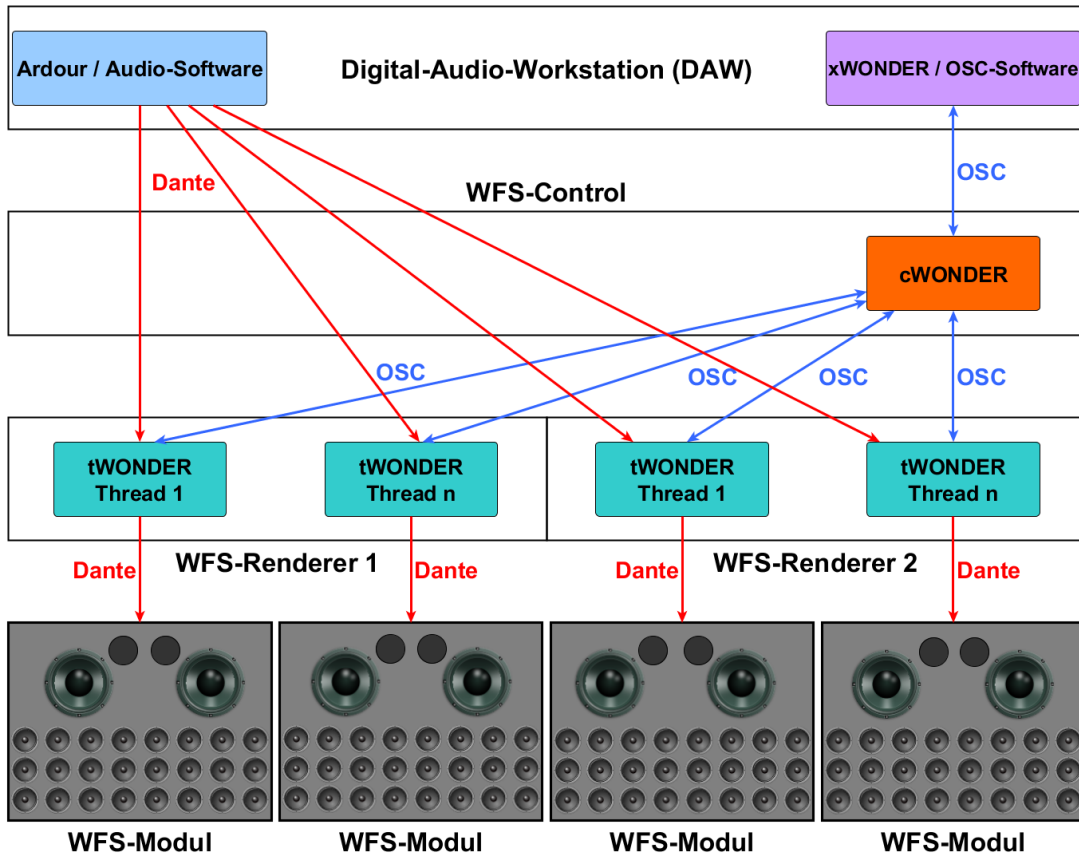 Ardour / Audio-Software
Digital-Audio-Workstation (DAW)
xWONDER / OSC-Software
Dante
OSC
WFS-Control
cWONDER
OSC
OSC
OSC
OSC
tWONDER
Thread 1
tWONDER
Thread n
tWONDER
Thread 1
tWONDER
Thread n
WFS-Renderer 1
WFS-Renderer 2
Dante
Dante
Dante
Dante
WFS-Modul
WFS-Modul
WFS-Modul
WFS-Modul